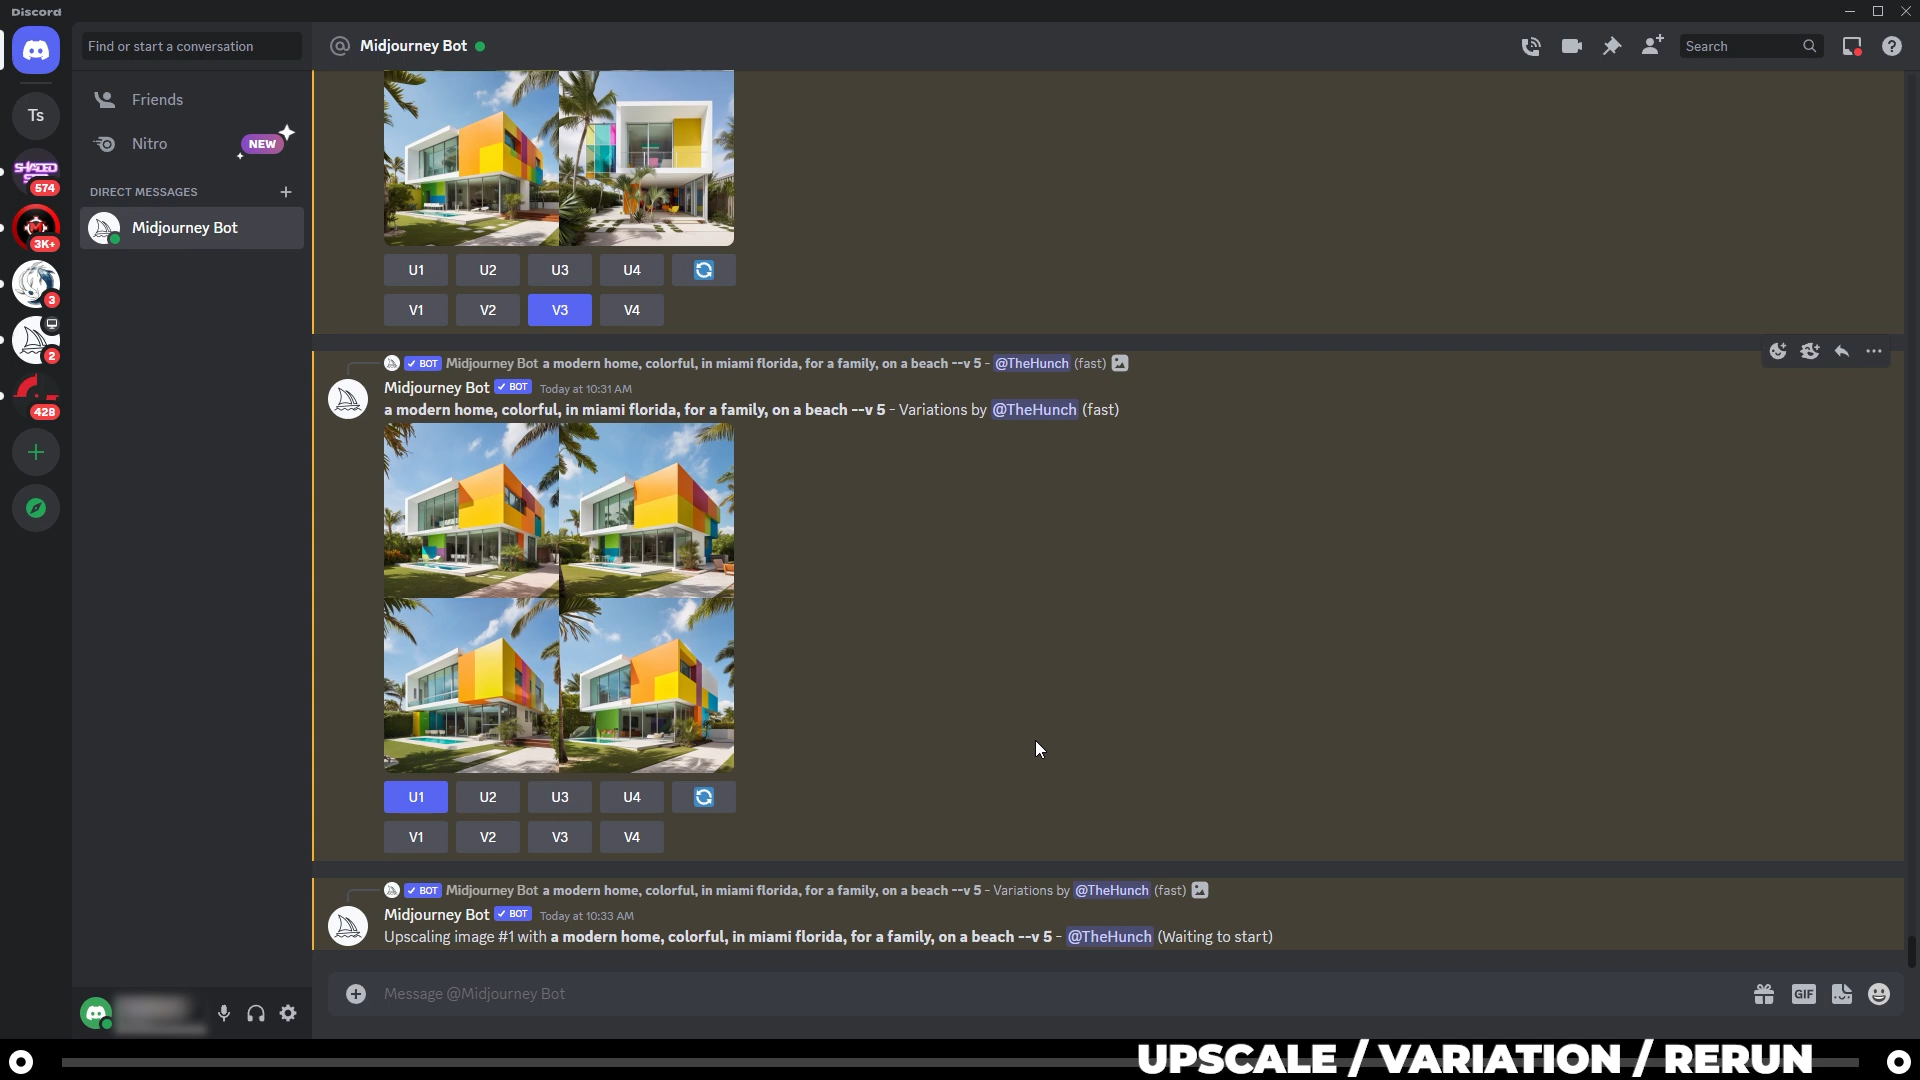 Discord
Find or start a conversation
Midjourney Bot
Search
Friends
Nitro
NEW
DIRECT MESSAGES
Midjourney Bot
Ts
SHADED
574
3K+
3
2
428
U1 U2 U3 U4
V1 V2 V3 V4
BOT Midjourney Bot a modern home, colorful, in miami florida, for a family, on a beach --v 5 - @TheHunch (fast)
Midjourney Bot BOT Today at 10:31 AM
a modern home, colorful, in miami florida, for a family, on a beach --v 5 - Variations by @TheHunch (fast)
U1 U2 U3 U4
V1 V2 V3 V4
BOT Midjourney Bot a modern home, colorful, in miami florida, for a family, on a beach --v 5 - Variations by @TheHunch (fast)
Midjourney Bot BOT Today at 10:33 AM
Upscaling image #1 with a modern home, colorful, in miami florida, for a family, on a beach --v 5 - @TheHunch (Waiting to start)
Message @Midjourney Bot
GIF
UPSCALE / VARIATION / RERUN